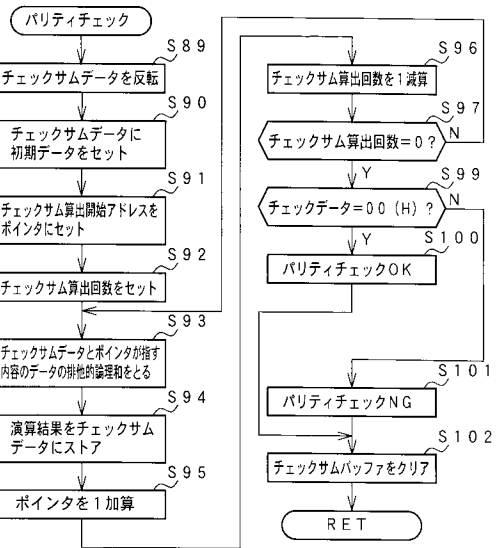 パリティチェック
S89
チェックサムデータを反転
S90
チェックサムデータに
初期データをセット
S91
チェックサム算出開始アドレスを
ポインタにセット
S92
チェックサム算出回数をセット
S93
チェックサムデータとポインタが指す
内容のデータの排他的論理和をとる
S94
演算結果をチェックサム
データにストア
S95
ポインタを1加算
S96
チェックサム算出回数を1減算
S97
チェックサム算出回数=0?
N
Y
S99
チェックデータ=00(H)?
N
Y
S100
パリティチェックOK
S101
パリティチェックNG
S102
チェックサムバッファをクリア
RET